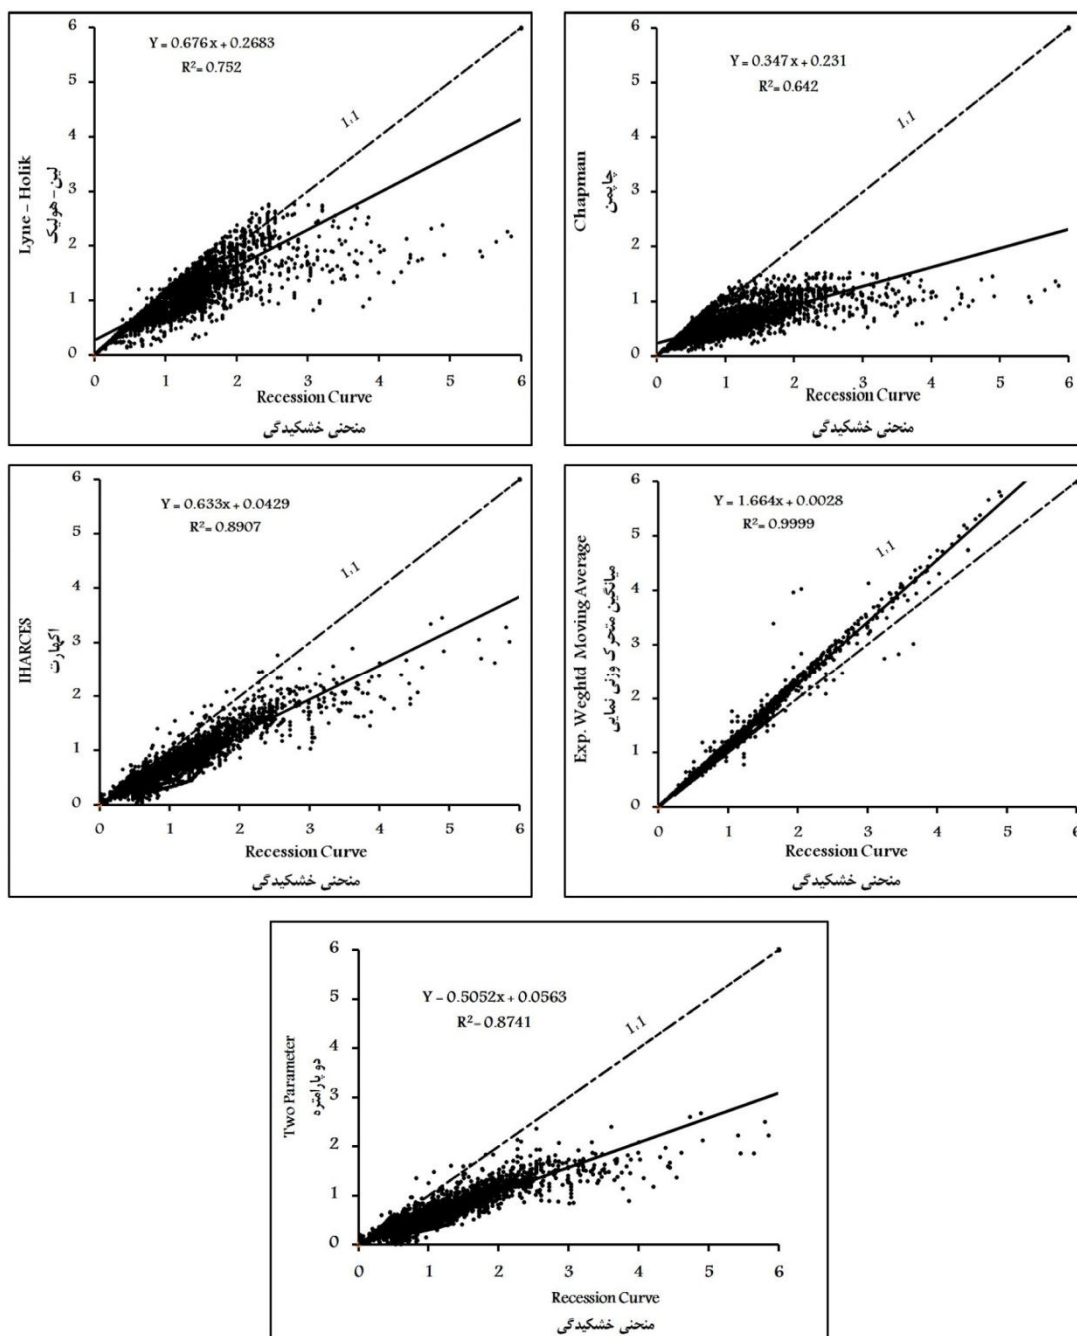 Y = 0.676 x + 0.2683
R²= 0.752
1:1
Lyne – Holik
لین – هولیک
6
5
4
3
2
1
0
0 1 2 3 4 5 6
Recession Curve
منحنی خشکیدگی
Y = 0.347 x + 0.231
R²= 0.642
1:1
Chapman
چاپمن
6
5
4
3
2
1
0
0 1 2 3 4 5 6
Recession Curve
منحنی خشکیدگی
Y = 0.633x + 0.0429
R²= 0.8907
1:1
IHARCES
اکهارت
6
5
4
3
2
1
0
0 1 2 3 4 5 6
Recession Curve
منحنی خشکیدگی
Y = 1.664x + 0.0028
R²= 0.9999
1:1
Exp. Weghtd Moving Average
میانگین متحرک وزنی نمایی
6
5
4
3
2
1
0
0 1 2 3 4 5 6
Recession Curve
منحنی خشکیدگی
Y – 0.5052x + 0.0563
R²– 0.8741
1:1
Two Parameter
دو پارامتره
6
5
4
3
2
1
0
0 1 2 3 4 5 6
Recession Curve
منحنی خشکیدگی